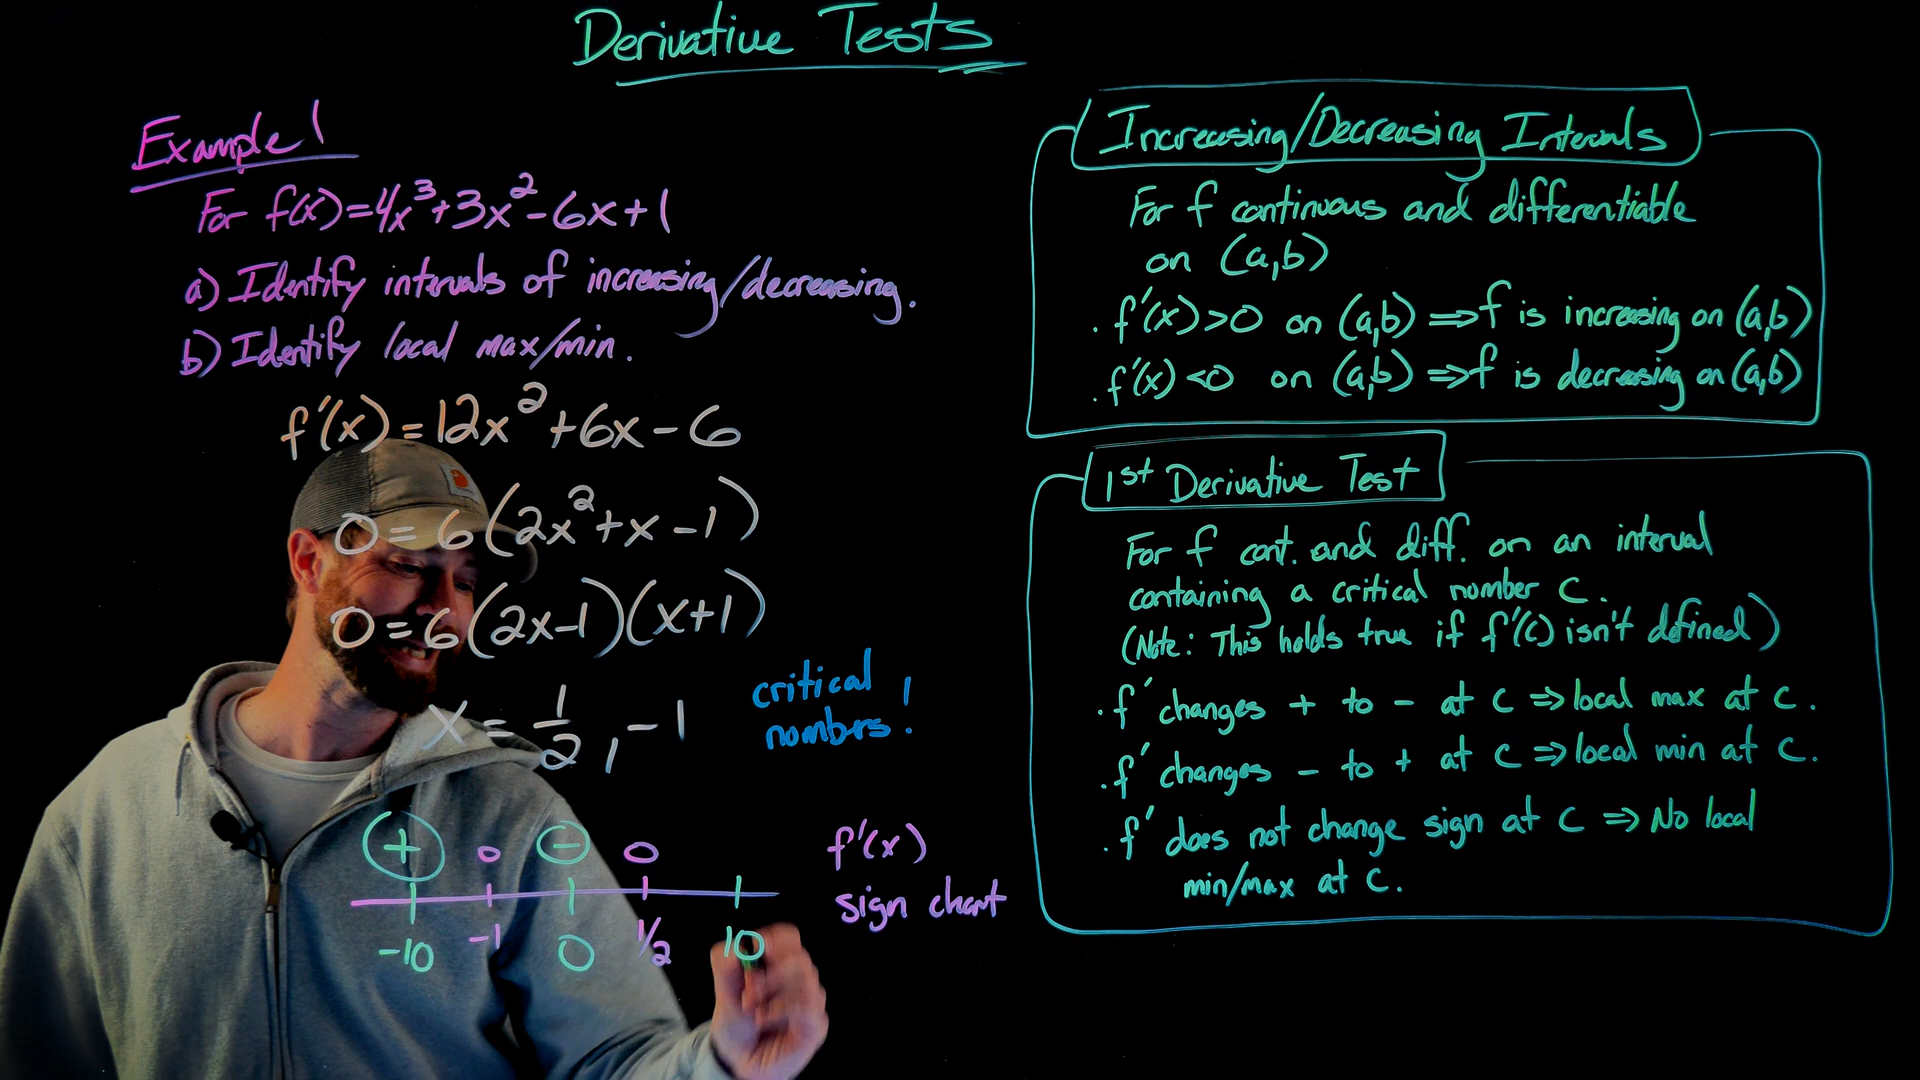 Derivative Tests
Example 1
For f(x)=4x³+3x²-6x+1
a) Identify intervals of increasing/decreasing.
b) Identify local max/min.
f'(x)=12x²+6x-6
0=6(2x²+x-1)
0=6(2x-1)(x+1)
x=1/2, -1
critical numbers!
+ 0 - 0
-10 -1 0 1/2 10
f'(x)
sign chart
Increasing/Decreasing Intervals
For f continuous and differentiable
on (a,b)
. f'(x)>0 on (a,b) ⇒ f is increasing on (a,b)
. f'(x)<0 on (a,b) ⇒ f is decreasing on (a,b)
1st Derivative Test
For f cont. and diff. on an interval
containing a critical number c.
(Note: This holds true if f'(c) isn't defined)
. f' changes + to - at c ⇒ local max at c.
. f' changes - to + at c ⇒ local min at c.
. f' does not change sign at c ⇒ No local
min/max at c.